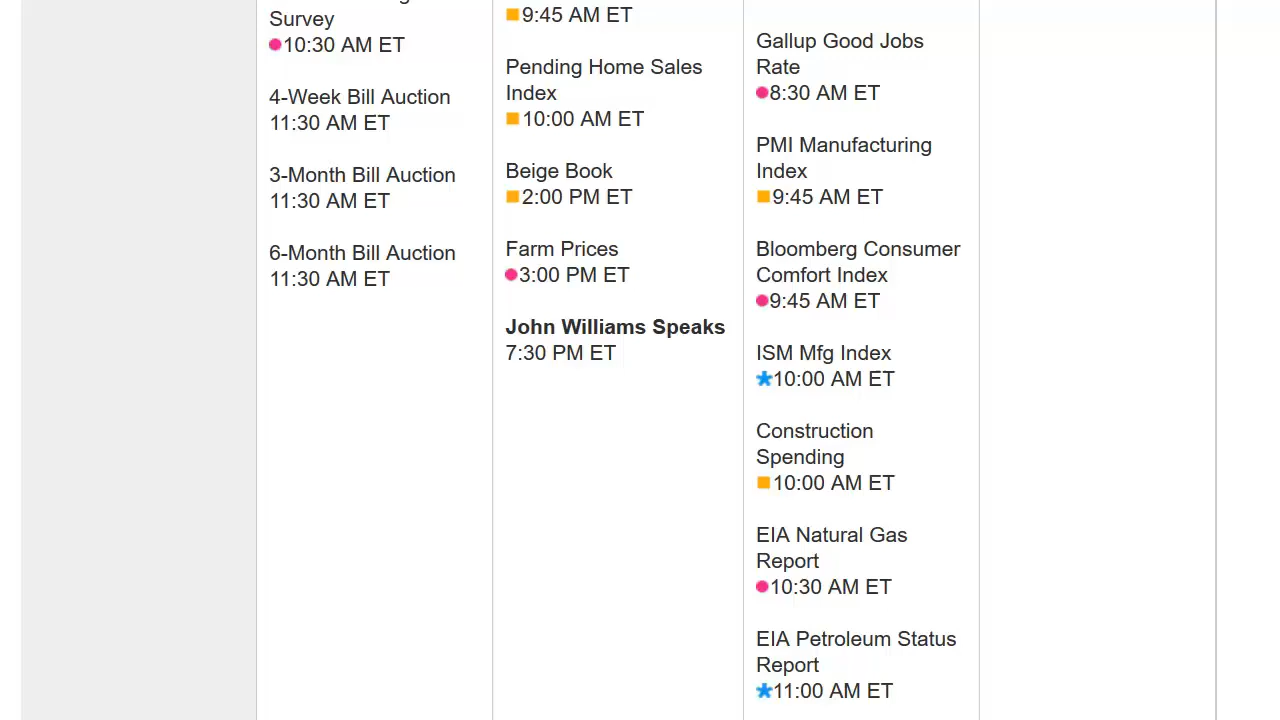 Survey
10:30 AM ET
4-Week Bill Auction
11:30 AM ET
3-Month Bill Auction
11:30 AM ET
6-Month Bill Auction
11:30 AM ET
9:45 AM ET
Pending Home Sales
Index
10:00 AM ET
Beige Book
2:00 PM ET
Farm Prices
3:00 PM ET
John Williams Speaks
7:30 PM ET
Gallup Good Jobs
Rate
8:30 AM ET
PMI Manufacturing
Index
9:45 AM ET
Bloomberg Consumer
Comfort Index
9:45 AM ET
ISM Mfg Index
10:00 AM ET
Construction
Spending
10:00 AM ET
EIA Natural Gas
Report
10:30 AM ET
EIA Petroleum Status
Report
11:00 AM ET